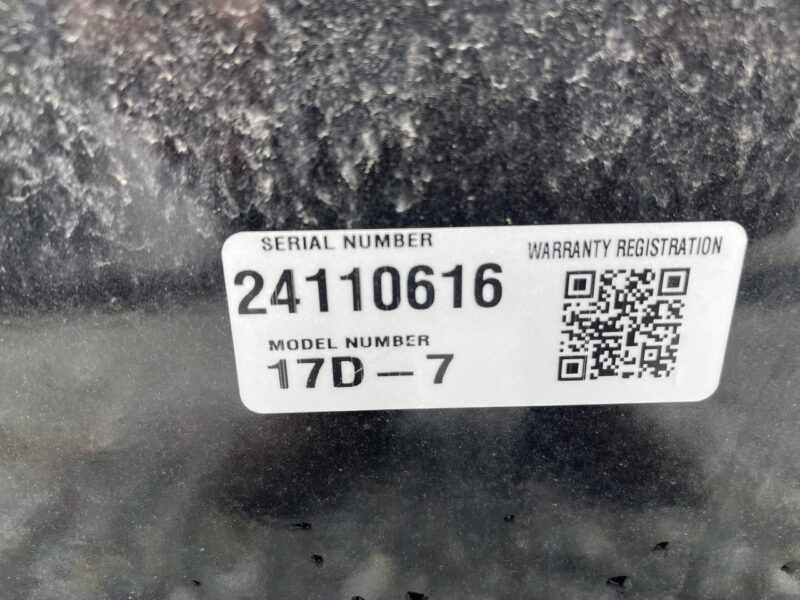 SERIAL NUMBER
24110616
MODEL NUMBER
17D-7
WARRANTY REGISTRATION